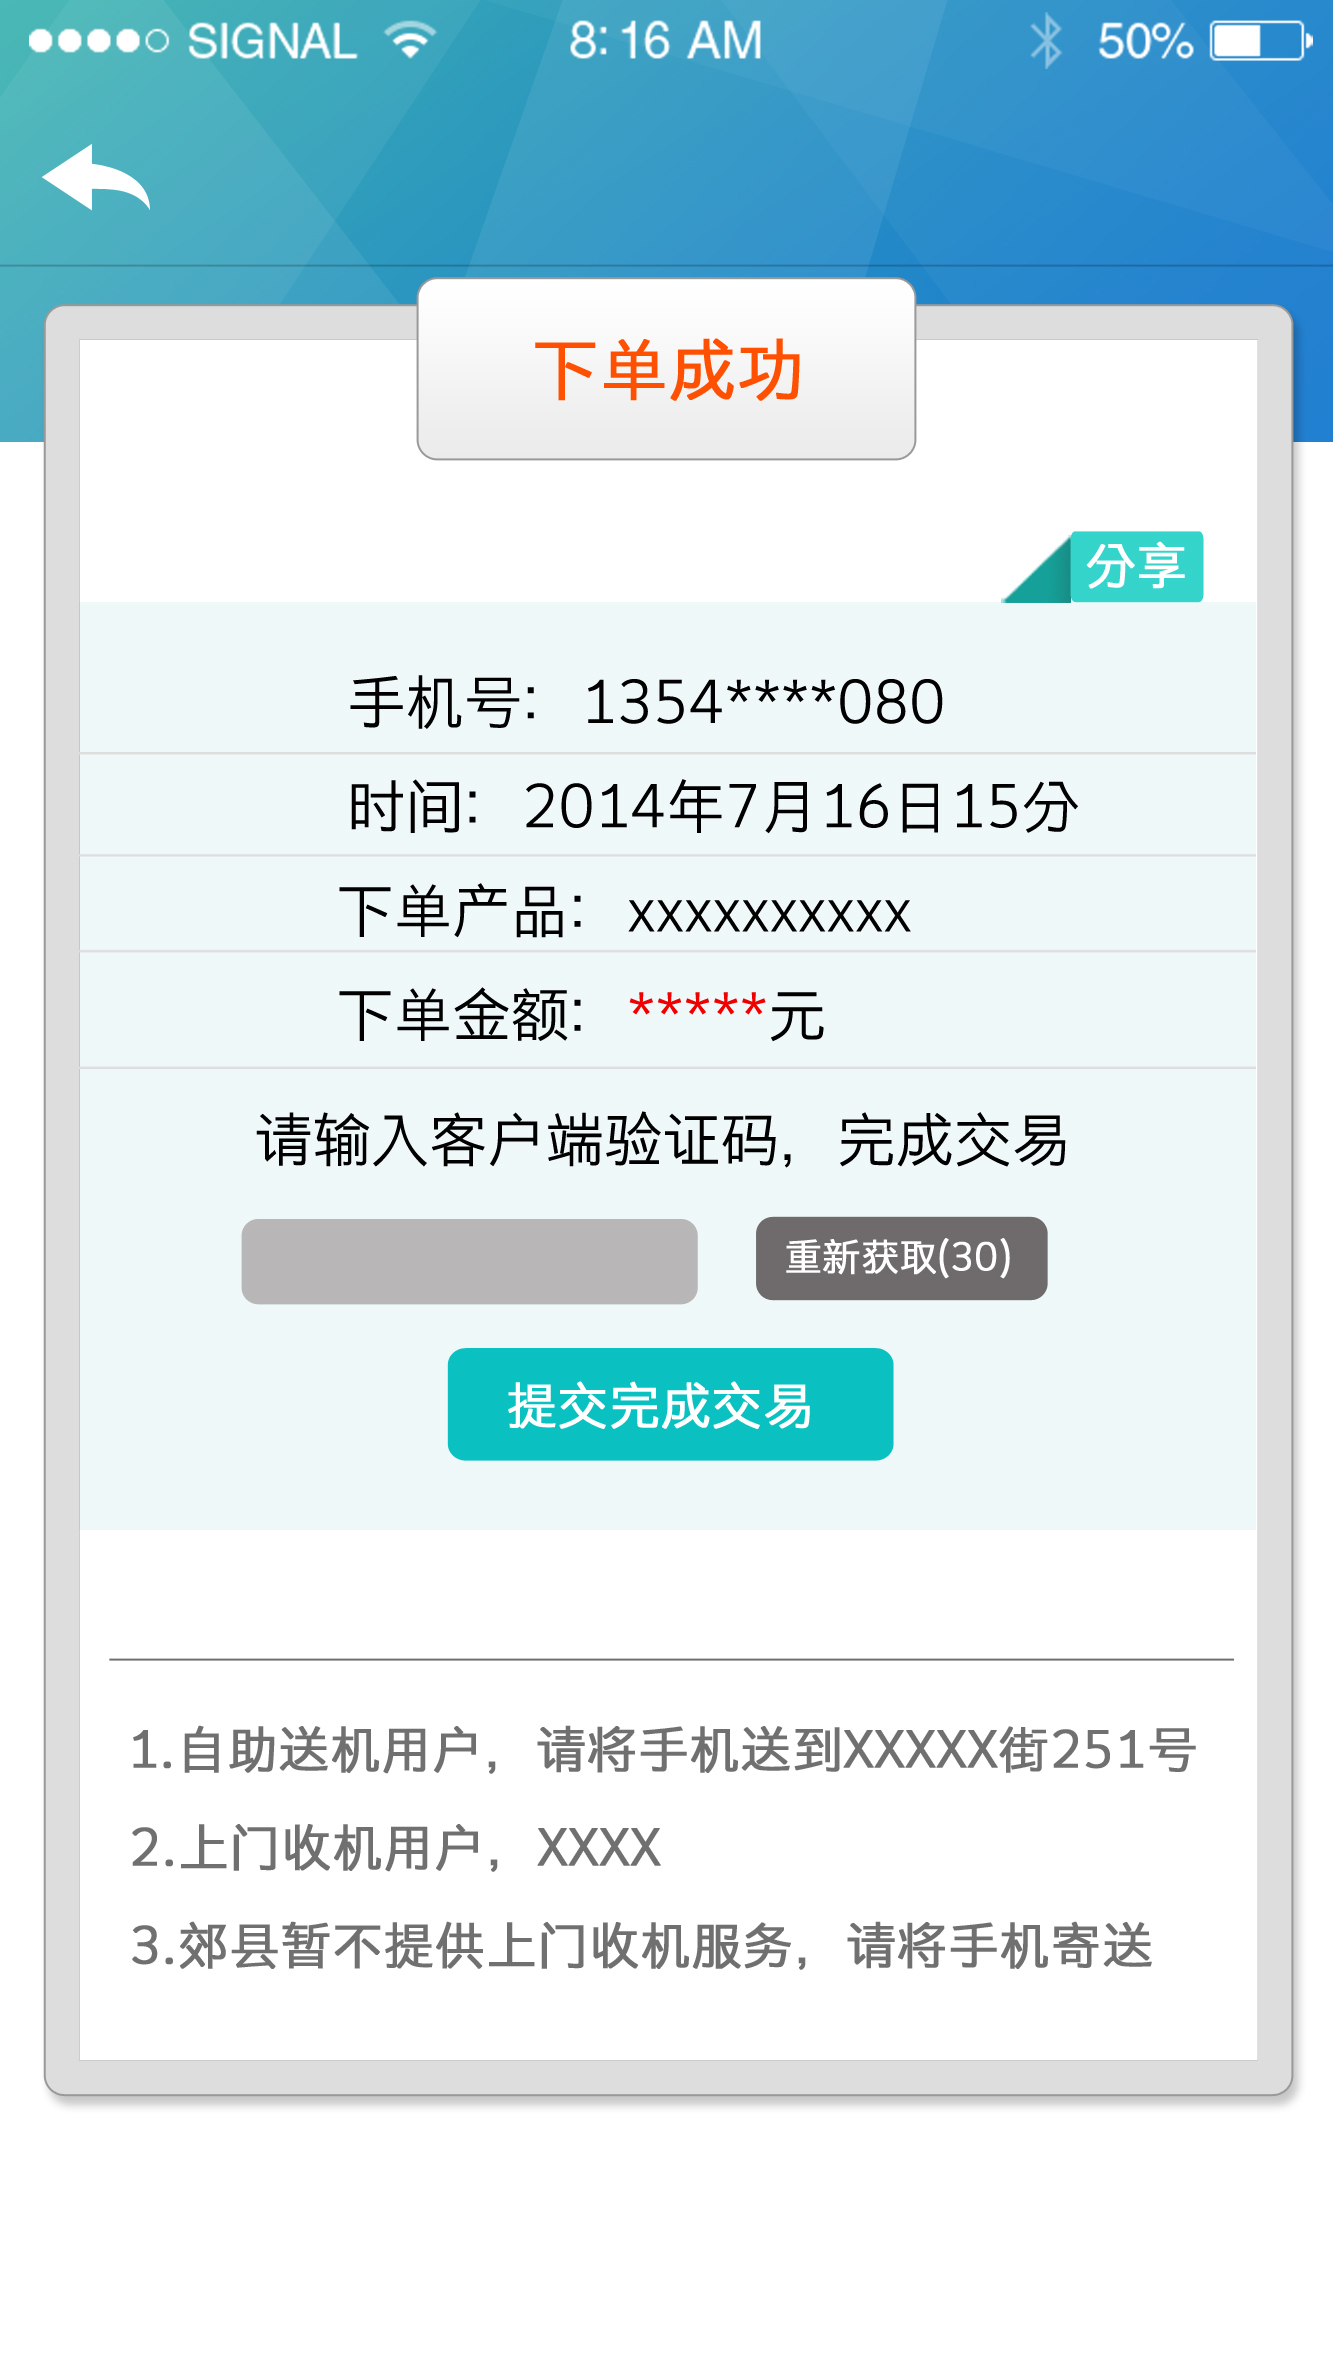 SIGNAL 8:16 AM 50%
下单成功
分享
手机号：1354****080
时间：2014年7月16日15分
下单产品：xxxxxxxxxx
下单金额：*****元
请输入客户端验证码，完成交易
重新获取(30)
提交完成交易
1.自助送机用户，请将手机送到XXXXX街251号
2.上门收机用户，XXXX
3.郊县暂不提供上门收机服务，请将手机寄送